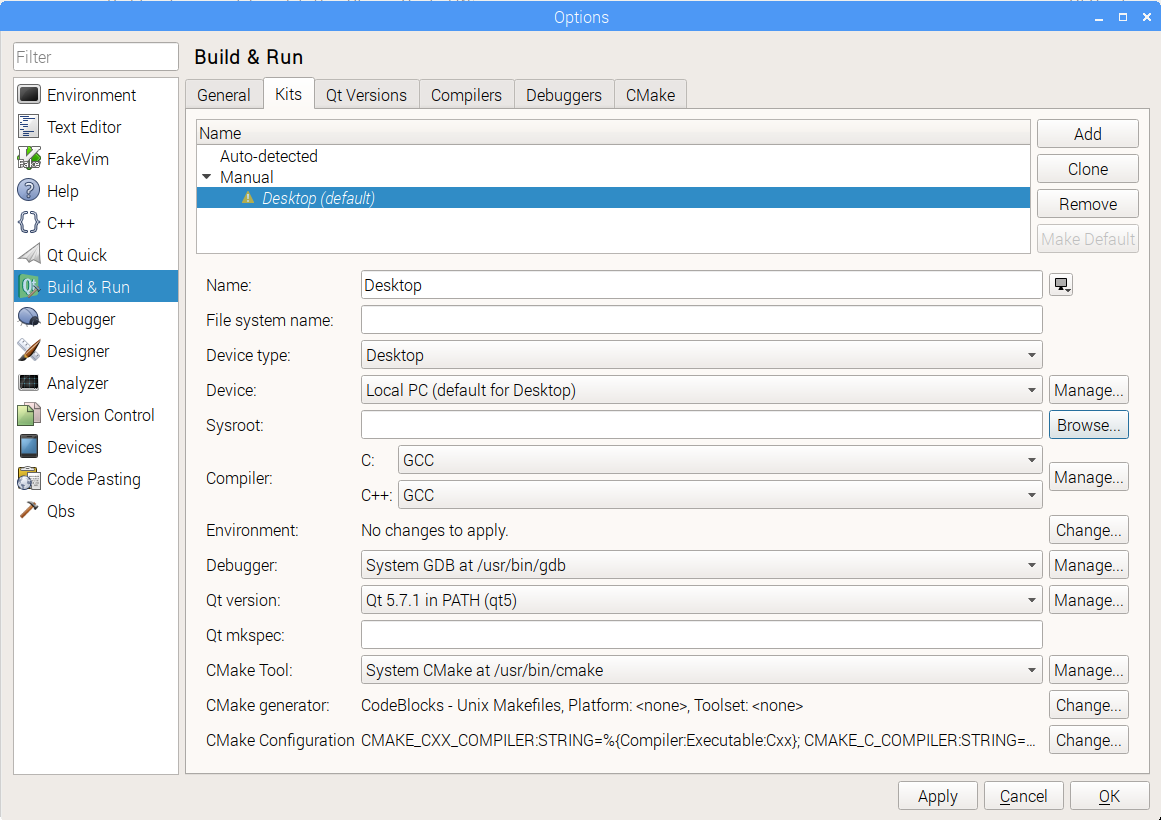 Options
Filter
Environment
Text Editor
FakeVim
Help
C++
Qt Quick
Build & Run
Debugger
Designer
Analyzer
Version Control
Devices
Code Pasting
Qbs
Build & Run
General Kits Qt Versions Compilers Debuggers CMake
Name
Auto-detected
Manual
Desktop (default)
Add
Clone
Remove
Make Default
Name: Desktop
File system name:
Device type: Desktop
Device: Local PC (default for Desktop) Manage...
Sysroot: Browse...
Compiler: C: GCC Manage...
C++: GCC
Environment: No changes to apply. Change...
Debugger: System GDB at /usr/bin/gdb Manage...
Qt version: Qt 5.7.1 in PATH (qt5) Manage...
Qt mkspec:
CMake Tool: System CMake at /usr/bin/cmake Manage...
CMake generator: CodeBlocks - Unix Makefiles, Platform: <none>, Toolset: <none> Change...
CMake Configuration CMAKE_CXX_COMPILER:STRING=%{Compiler:Executable:Cxx}; CMAKE_C_COMPILER:STRING=... Change...
Apply Cancel OK